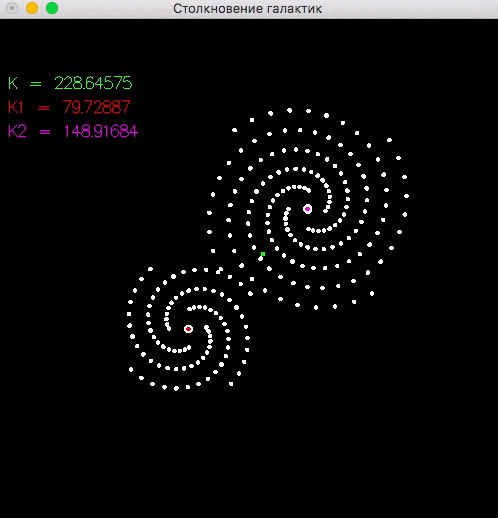 Столкновение галактик
K = 228.64575
K1 = 79.72887
K2 = 148.91684